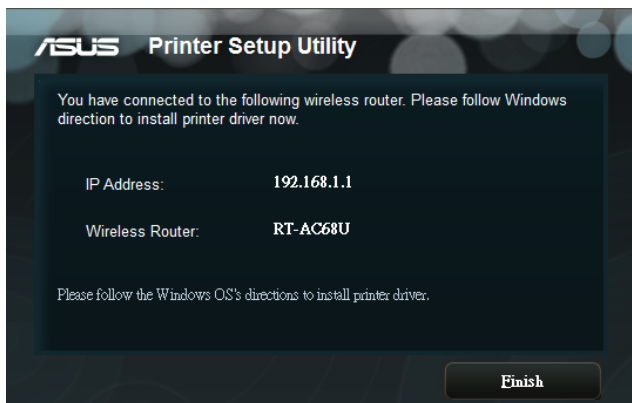 ASUS Printer Setup Utility
You have connected to the following wireless router. Please follow Windows
direction to install printer driver now.
IP Address: 192.168.1.1
Wireless Router: RT-AC68U
Please follow the Windows OS's directions to install printer driver.
Finish